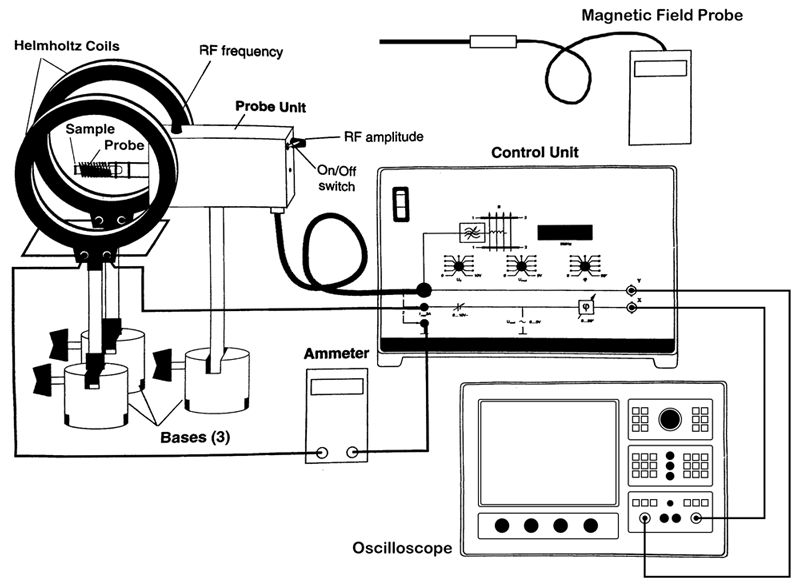 Magnetic Field Probe
Helmholtz Coils
RF frequency
Probe Unit
Sample
Probe
RF amplitude
On/Off
switch
Control Unit
Y
X
φ
Ammeter
Bases (3)
Oscilloscope